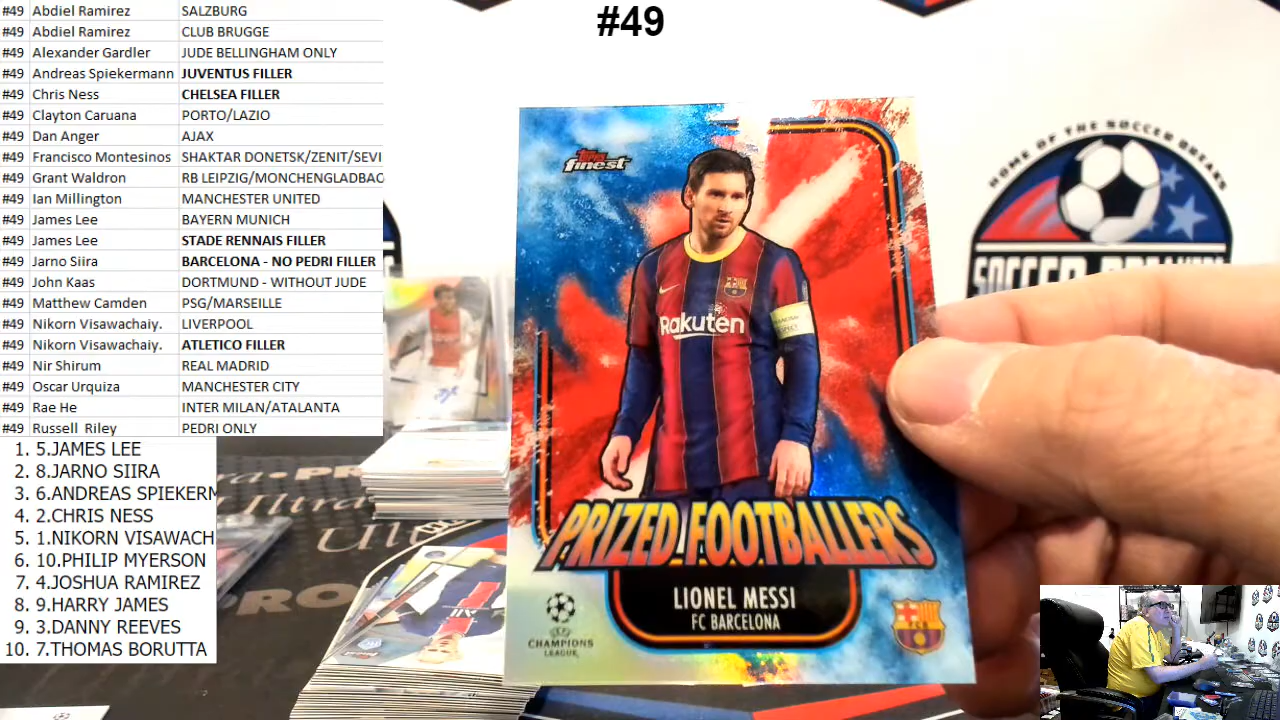 #49 Abdiel Ramirez SALZBURG
#49 Abdiel Ramirez CLUB BRUGGE
#49 Alexander Gardler JUDE BELLINGHAM ONLY
#49 Andreas Spiekermann JUVENTUS FILLER
#49 Chris Ness CHELSEA FILLER
#49 Clayton Caruana PORTO/LAZIO
#49 Dan Anger AJAX
#49 Francisco Montesinos SHAKTAR DONETSK/ZENIT/SEVI
#49 Grant Waldron RB LEIPZIG/MONCHENGLADBAC
#49 Ian Millington MANCHESTER UNITED
#49 James Lee BAYERN MUNICH
#49 James Lee STADE RENNAIS FILLER
#49 Jarno Siira BARCELONA - NO PEDRI FILLER
#49 John Kaas DORTMUND - WITHOUT JUDE
#49 Matthew Camden PSG/MARSEILLE
#49 Nikorn Visawachaiy. LIVERPOOL
#49 Nikorn Visawachaiy. ATLETICO FILLER
#49 Nir Shirum REAL MADRID
#49 Oscar Urquiza MANCHESTER CITY
#49 Rae He INTER MILAN/ATALANTA
#49 Russell Riley PEDRI ONLY
1. 5.JAMES LEE
2. 8.JARNO SIIRA
3. 6.ANDREAS SPIEKERM
4. 2.CHRIS NESS
5. 1.NIKORN VISAWACH
6. 10.PHILIP MYERSON
7. 4.JOSHUA RAMIREZ
8. 9.HARRY JAMES
9. 3.DANNY REEVES
10. 7.THOMAS BORUTTA
#49
Topps
finest
Rakuten
PRIZED FOOTBALLERS
LIONEL MESSI
FC BARCELONA
CHAMPIONS
LEAGUE
HOME OF THE SOCCER BREAKS
SOCCER
Ultra PRO
Ul
PRO